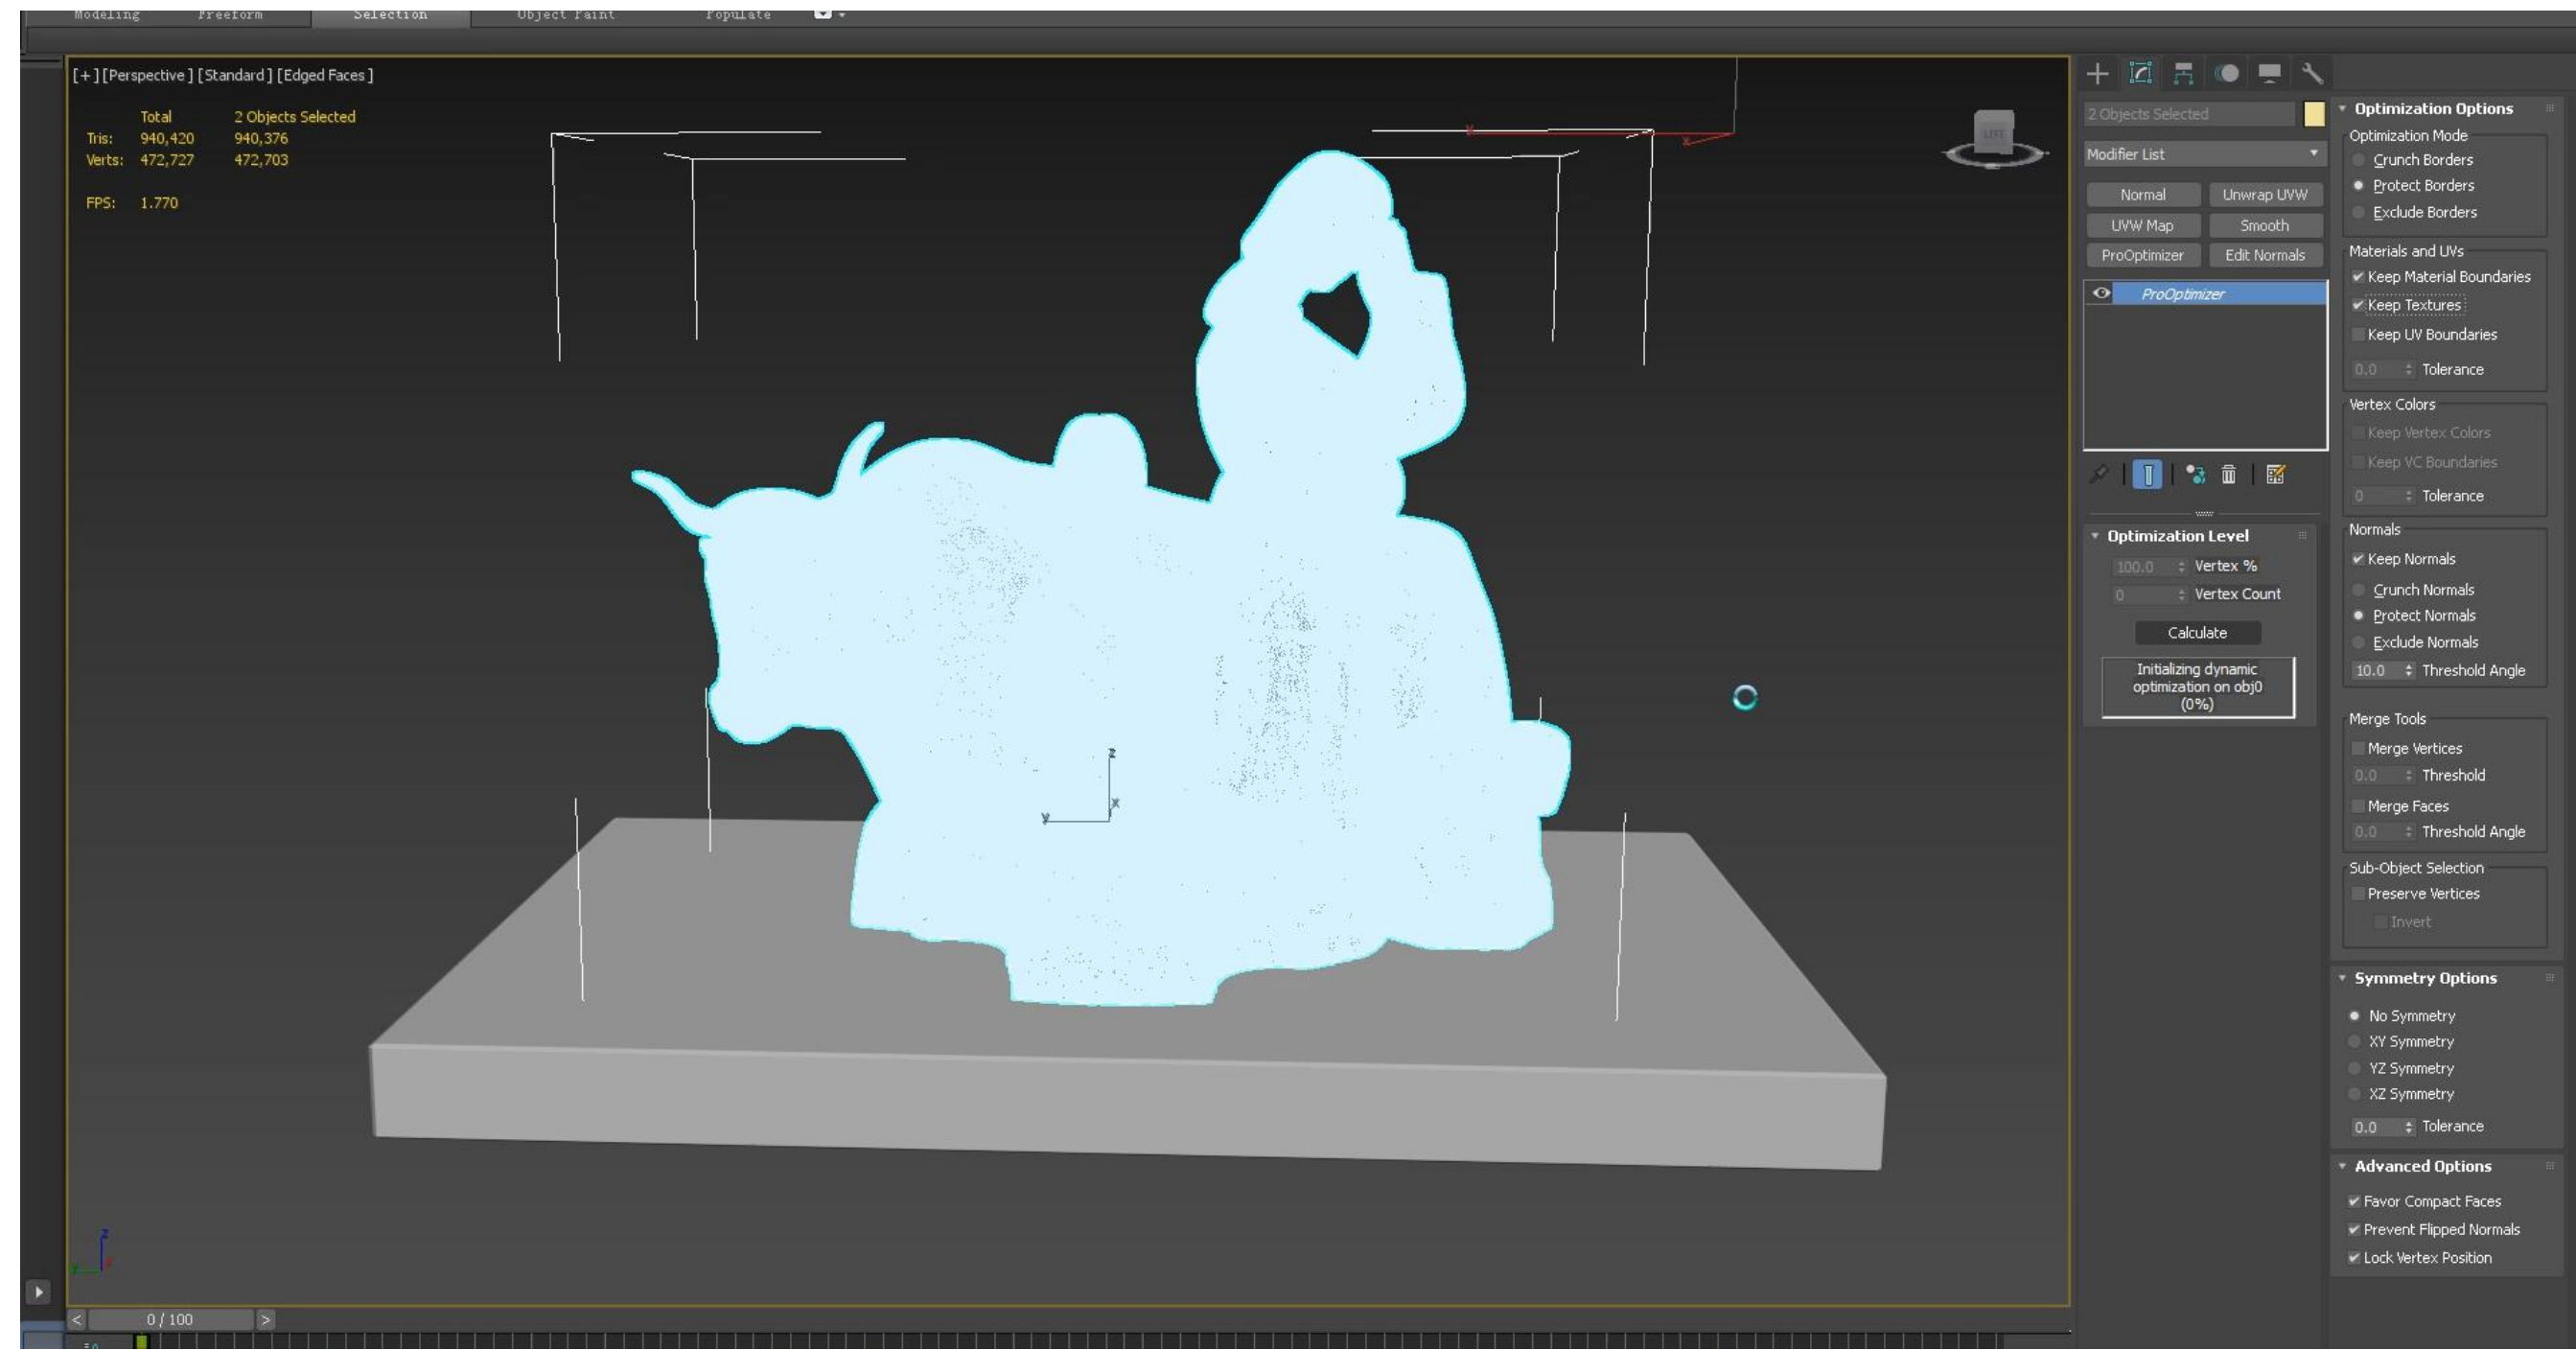 Modeling Freeform Selection Object Paint Populate
[+] [Perspective] [Standard] [Edged Faces]
Total 2 Objects Selected
Tris: 940,420 940,376
Verts: 472,727 472,703
FPS: 1.770
LEFT
x
x
z
x
y
z
y
0 / 100
<
>
2 Objects Selected
Modifier List
Normal Unwrap UVW
UVW Map Smooth
ProOptimizer Edit Normals
ProOptimizer
Optimization Level
100.0 Vertex %
0 Vertex Count
Calculate
Initializing dynamic
optimization on obj0
(0%)
Optimization Options
Optimization Mode
Crunch Borders
Protect Borders
Exclude Borders
Materials and UVs
Keep Material Boundaries
Keep Textures
Keep UV Boundaries
0.0 Tolerance
Vertex Colors
Keep Vertex Colors
Keep VC Boundaries
0 Tolerance
Normals
Keep Normals
Crunch Normals
Protect Normals
Exclude Normals
10.0 Threshold Angle
Merge Tools
Merge Vertices
0.0 Threshold
Merge Faces
0.0 Threshold Angle
Sub-Object Selection
Preserve Vertices
Invert
Symmetry Options
No Symmetry
XY Symmetry
YZ Symmetry
XZ Symmetry
0.0 Tolerance
Advanced Options
Favor Compact Faces
Prevent Flipped Normals
Lock Vertex Position